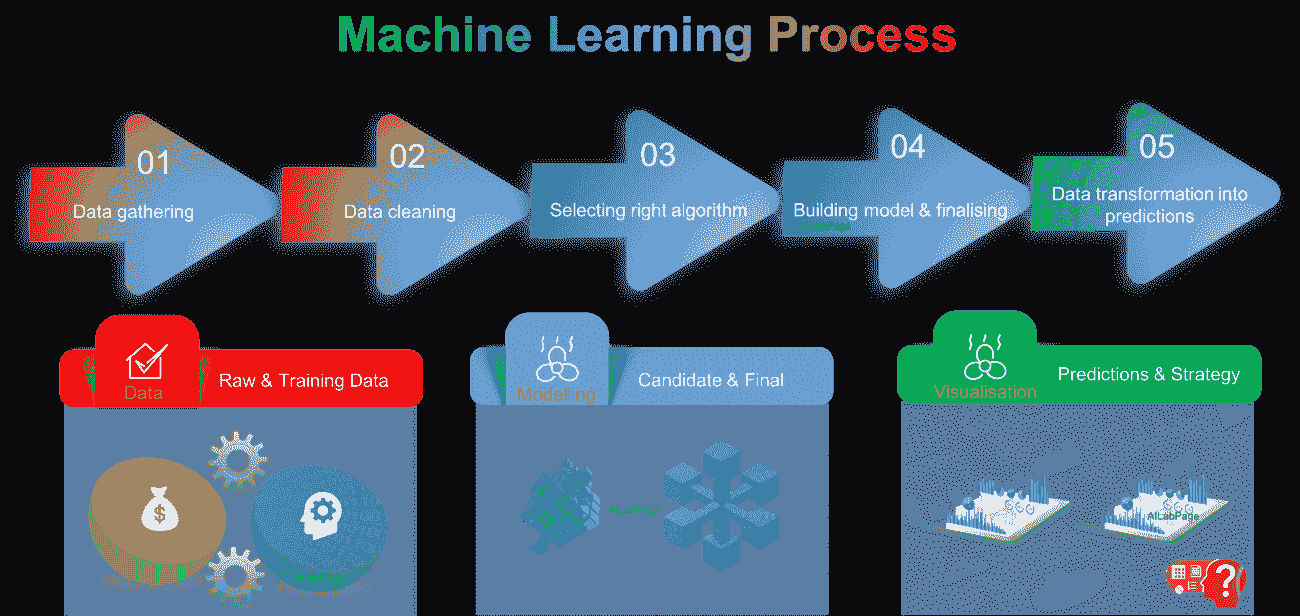 Machine Learning Process
01
Data gathering
02
Data cleaning
03
Selecting right algorithm
04
Building model & finalising
05
Data transformation into
predictions
Data
Raw & Training Data
Modelling
Candidate & Final
Visualisation
Predictions & Strategy
$
AILabPage
AILabPage
?